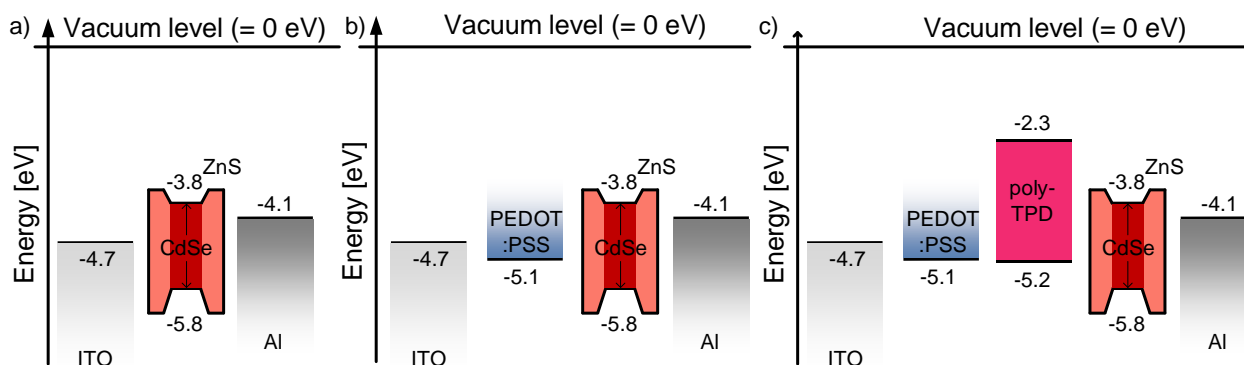 a)
Vacuum level (= 0 eV)
Energy [eV]
-4.7
ITO
ZnS
-3.8
CdSe
-5.8
-4.1
Al
b)
Vacuum level (= 0 eV)
Energy [eV]
-4.7
ITO
PEDOT
:PSS
-5.1
ZnS
-3.8
CdSe
-5.8
-4.1
Al
c)
Vacuum level (= 0 eV)
Energy [eV]
-4.7
ITO
PEDOT
:PSS
-5.1
-2.3
poly-
TPD
-5.2
ZnS
-3.8
CdSe
-5.8
-4.1
Al